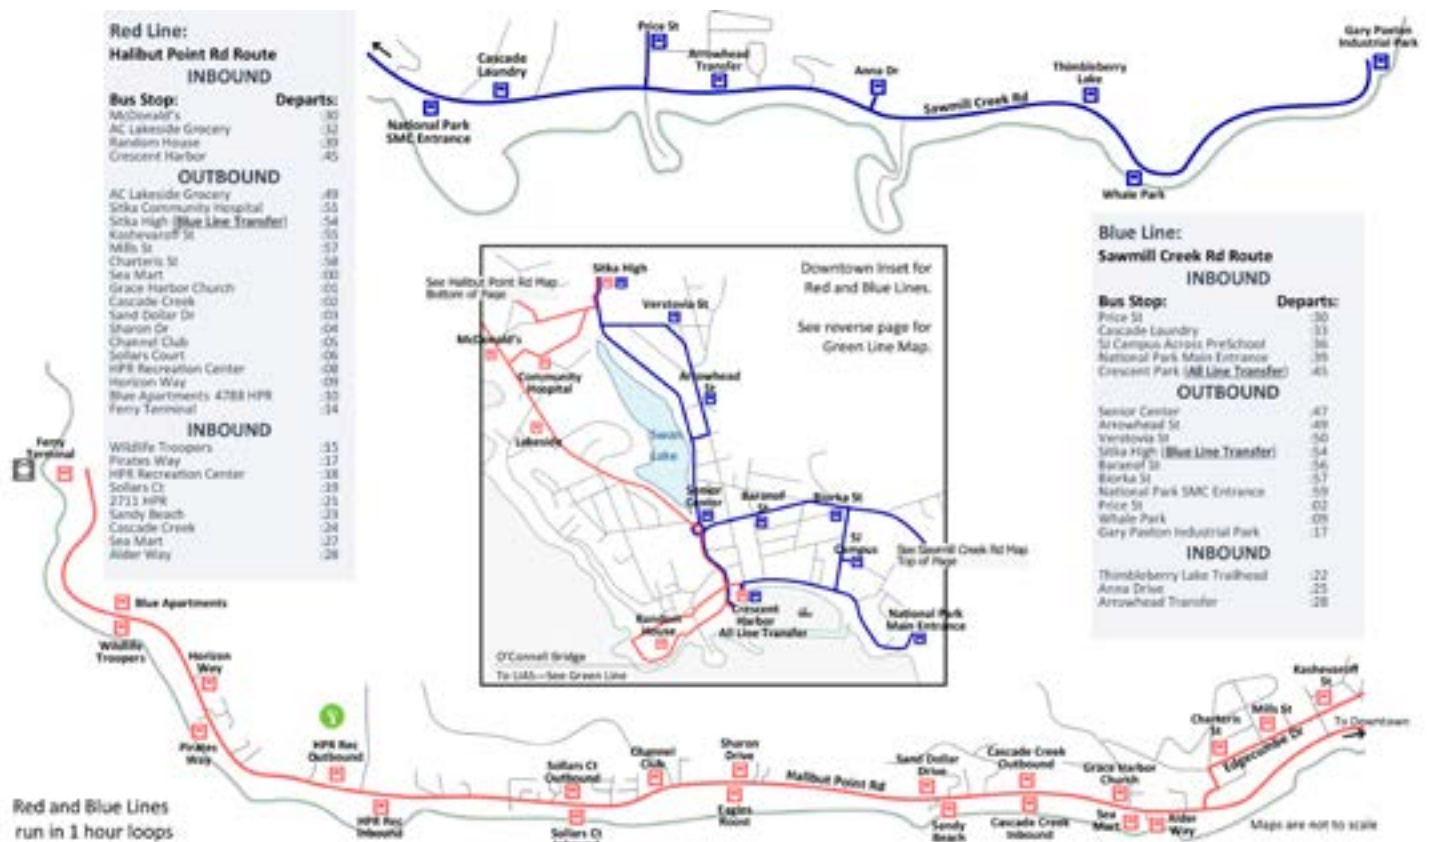 Red Line:
Halibut Point Rd Route
INBOUND
Bus Stop: Departs:
McDonald's :30
AC Lakeside Grocery :32
Random House :39
Crescent Harbor :45
OUTBOUND
AC Lakeside Grocery :49
Sitka Community Hospital
Sitka High (Blue Line Transfer) :54
Kashevaroff St :55
Mills St :57
Charteris St :58
Sea Mart :00
Grace Harbor Church :01
Cascade Creek :02
Sand Dollar Dr :03
Sharon Dr :04
Channel Club :05
Sollars Court :06
HPR Recreation Center :08
Horizon Way :09
Blue Apartments 4788 HPR :10
Ferry Terminal :14
INBOUND
Wildlife Troopers :15
Pirates Way :17
HPR Recreation Center :18
Sollars Ct :19
2711 HPR :21
Sandy Beach :23
Cascade Creek :24
Sea Mart :27
Alder Way :28
Cascade
Laundry
National Park
SMC Entrance
Price St
Arrowhead
Transfer
Anna Dr
Sawmill Creek Rd
Thimbleberry
Lake
Whale Park
Gary Paxton
Industrial Park
Blue Line:
Sawmill Creek Rd Route
INBOUND
Bus Stop: Departs:
Price St :30
Cascade Laundry :33
SJ Campus Across PreSchool :36
National Park Main Entrance :39
Crescent Park (All Line Transfer) :45
OUTBOUND
Senior Center :47
Arrowhead St :49
Verstovia St :50
Sitka High (Blue Line Transfer) :54
Baranof St :56
Biorka St :57
National Park SMC Entrance :59
Price St :02
Whale Park :09
Gary Paxton Industrial Park :17
INBOUND
Thimbleberry Lake Trailhead :22
Anna Drive :25
Arrowhead Transfer :28
Sitka High
See Halibut Point Rd Map
Bottom of Page
Downtown Inset for
Red and Blue Lines.
See reverse page for
Green Line Map.
Verstovia St
McDonald's
Community
Hospital
Arrowhead
St
Lakeside
Swan
Lake
Senior
Center
Baranof
St
Biorka St
SJ
Campus
See Sawmill Creek Rd Map
Top of Page
Crescent
Harbor
All Line Transfer
National Park
Main Entrance
Random
House
O'Connell Bridge
To UAS—See Green Line
Ferry
Terminal
Blue Apartments
Wildlife
Troopers
Horizon
Way
Pirates
Way
HPR Rec
Outbound
HPR Rec
Inbound
Sollars Ct
Outbound
Sollars Ct
Channel
Club
Sharon
Drive
Eagles
Roost
Halibut Point Rd
Sand Dollar
Drive
Sandy
Beach
Cascade Creek
Outbound
Cascade Creek
Inbound
Grace Harbor
Church
Sea
Mart
Alder
Way
Charteris
St
Mills St
Kashevaroff
St
Edgecombe Dr
To Downtown
Red and Blue Lines
run in 1 hour loops
Maps are not to scale